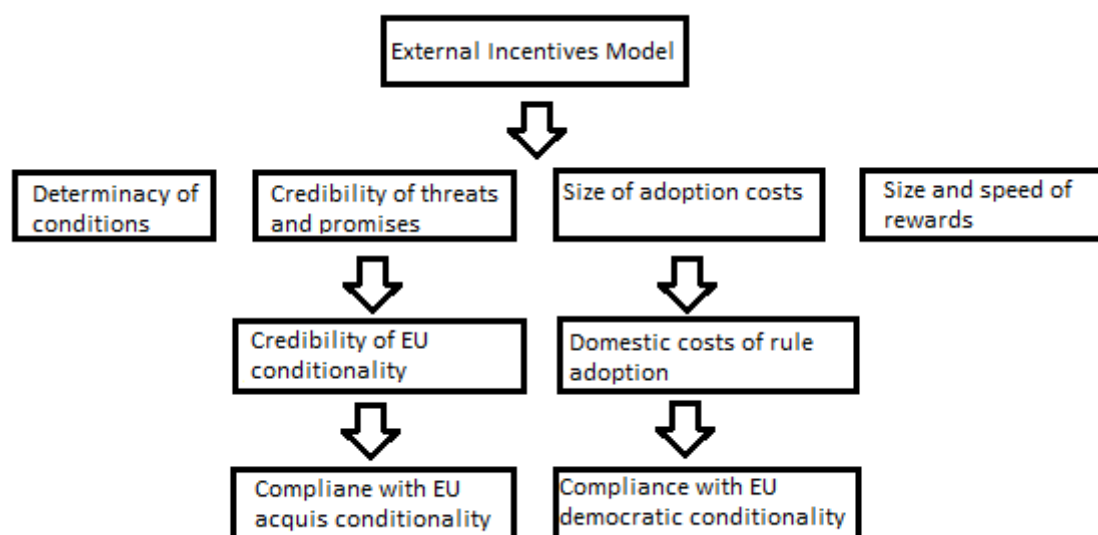 External Incentives Model
Determinacy of
conditions
Credibility of threats
and promises
Size of adoption costs
Size and speed of
rewards
Credibility of EU
conditionality
Domestic costs of rule
adoption
Compliane with EU
acquis conditionality
Compliance with EU
democratic conditionality